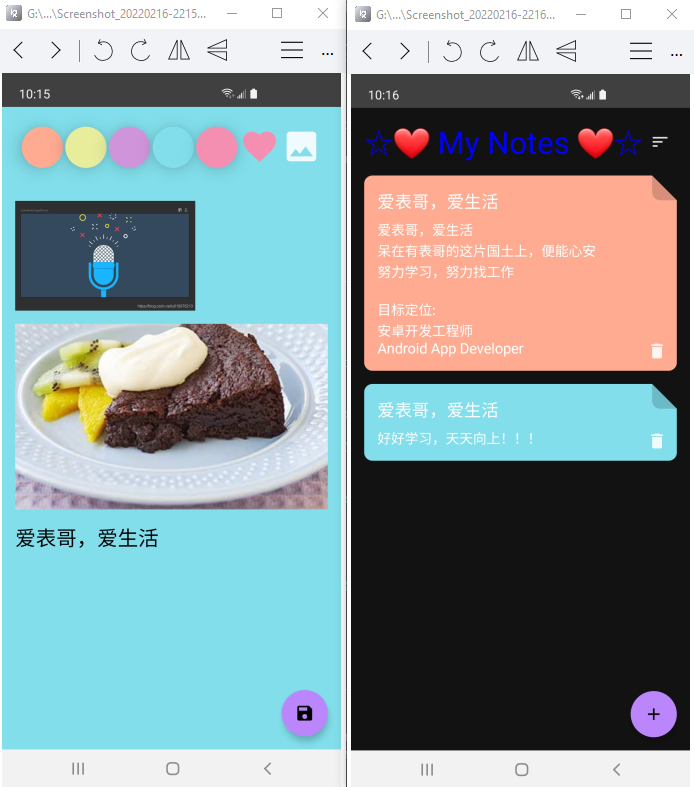 G:\...\Screenshot_20220216-2215...
...
10:15
爱表哥，爱生活
G:\...\Screenshot_20220216-2216...
...
10:16
☆❤️ My Notes ❤️☆
爱表哥，爱生活
爱表哥，爱生活
呆在有表哥的这片国土上，便能心安
努力学习，努力找工作
目标定位:
安卓开发工程师
Android App Developer
爱表哥，爱生活
好好学习，天天向上！！！